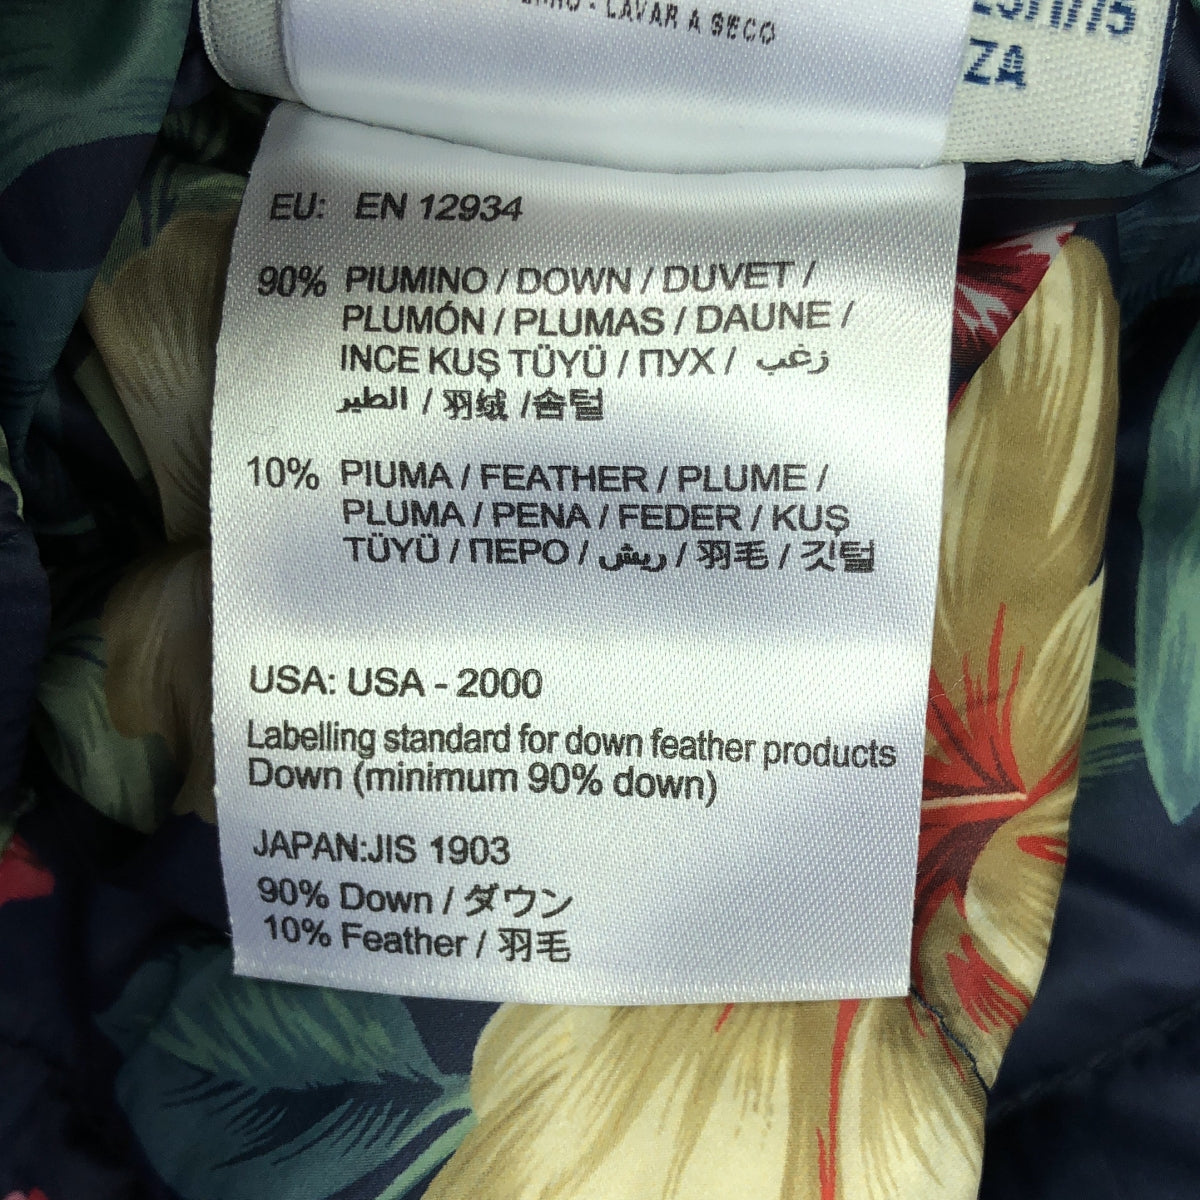 LAVAR A SECO
ZA
EU: EN 12934
90% PIUMINO / DOWN / DUVET /
PLUMÓN / PLUMAS / DAUNE /
INCE KUŞ TÜYÜ / ПУХ / زغب
الطير / 羽绒 /솜털
10% PIUMA / FEATHER / PLUME /
PLUMA / PENA / FEDER / KUŞ
TÜYÜ / ПЕРО / ريش / 羽毛 / 깃털
USA: USA - 2000
Labelling standard for down feather products
Down (minimum 90% down)
JAPAN:JIS 1903
90% Down / ダウン
10% Feather / 羽毛